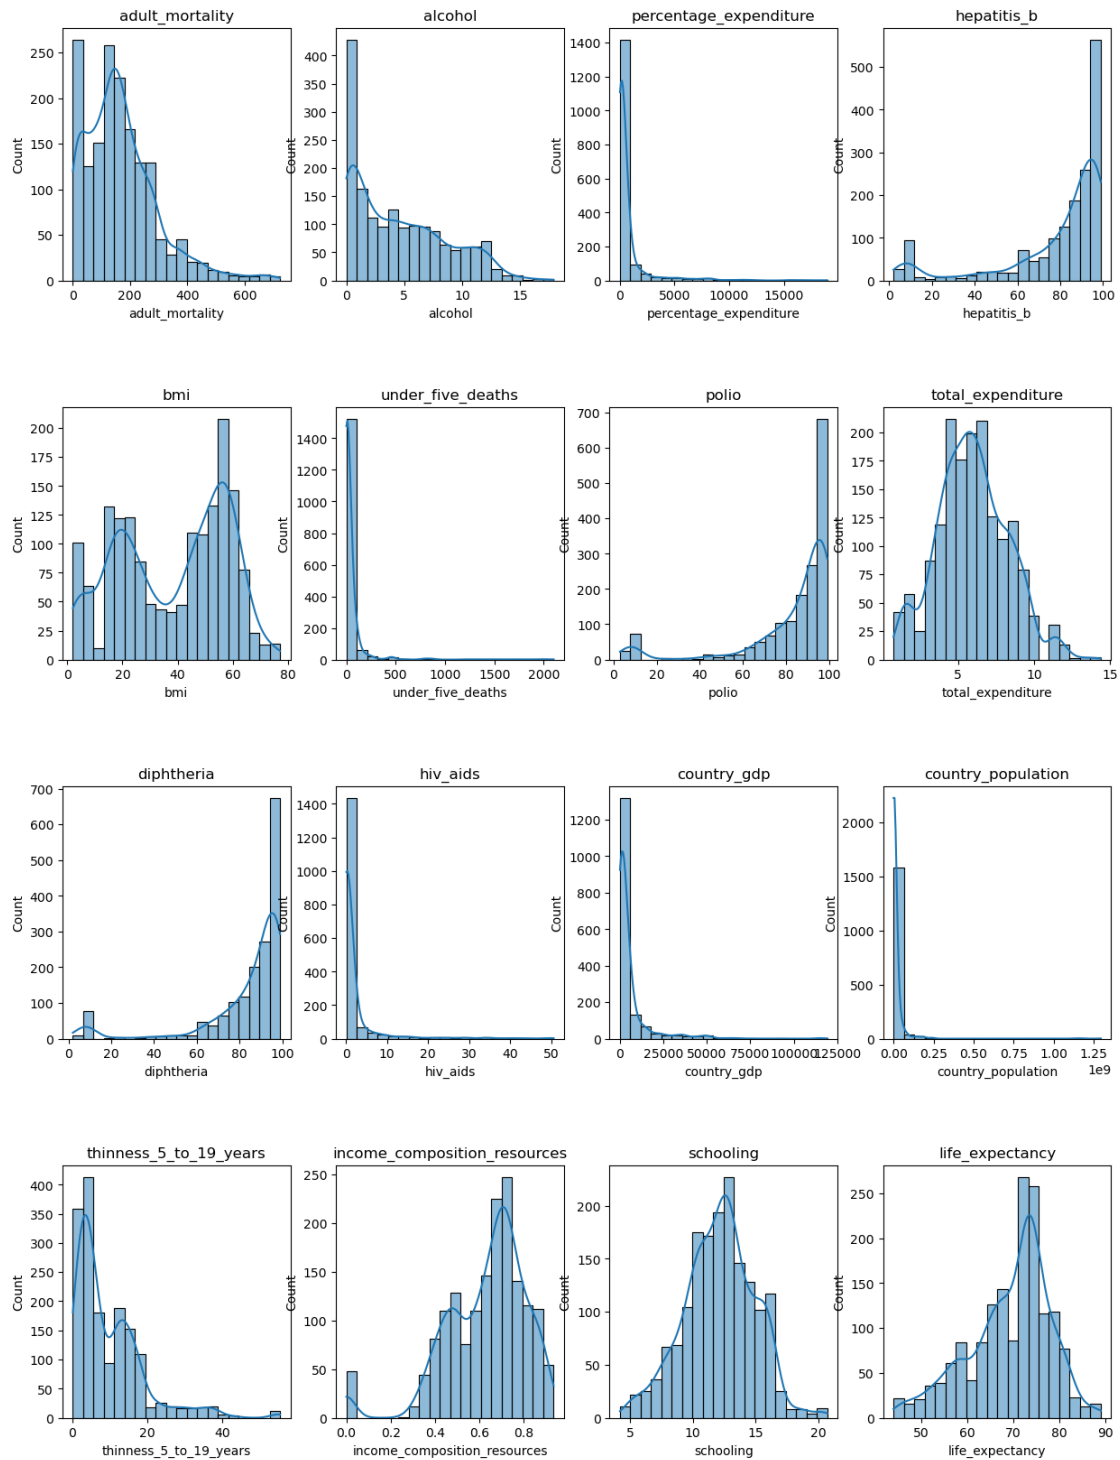 adult_mortality
alcohol
percentage_expenditure
hepatitis_b
Count
250
200
150
100
50
0
0 200 400 600
adult_mortality
Count
400
350
300
250
200
150
100
50
0
0 5 10 15
alcohol
Count
1400
1200
1000
800
600
400
200
0
0 5000 10000 15000
percentage_expenditure
Count
500
400
300
200
100
0
20 40 60 80 100
hepatitis_b
bmi
under_five_deaths
polio
total_expenditure
Count
200
175
150
125
100
75
50
25
0
0 20 40 60 80
bmi
Count
1400
1200
1000
800
600
400
200
0
0 500 1000 1500 2000
under_five_deaths
Count
700
600
500
400
300
200
100
0
0 20 40 60 80 100
polio
Count
200
175
150
125
100
75
50
25
0
5 10 15
total_expenditure
diphtheria
hiv_aids
country_gdp
country_population
Count
700
600
500
400
300
200
100
0
0 20 40 60 80 100
diphtheria
Count
1400
1200
1000
800
600
400
200
0
0 10 20 30 40 50
hiv_aids
Count
1200
1000
800
600
400
200
0
0 25000 50000 75000 100000 125000
country_gdp
Count
2000
1500
1000
500
0
0.00 0.25 0.50 0.75 1.00 1.25
1e9
country_population
thinness_5_to_19_years
income_composition_resources
schooling
life_expectancy
Count
400
350
300
250
200
150
100
50
0
0 20 40
thinness_5_to_19_years
Count
250
200
150
100
50
0
0.0 0.2 0.4 0.6 0.8
income_composition_resources
Count
200
150
100
50
0
5 10 15 20
schooling
Count
250
200
150
100
50
0
50 60 70 80 90
life_expectancy